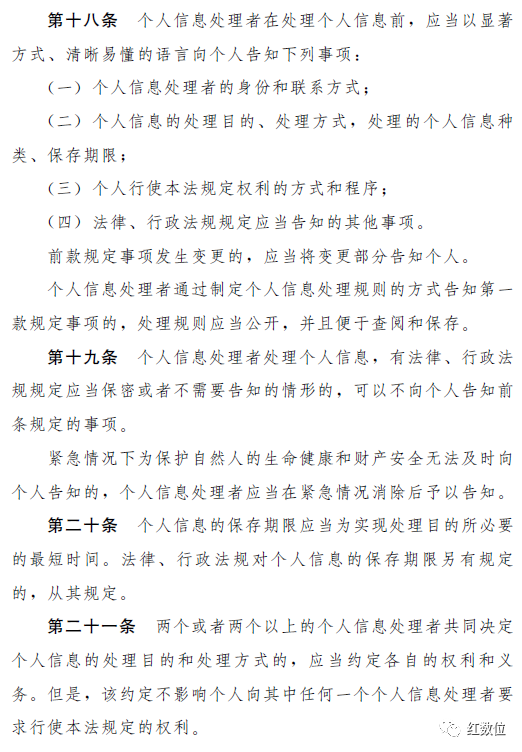 第十八条 个人信息处理者在处理个人信息前，应当以显著
方式、清晰易懂的语言向个人告知下列事项：
（一）个人信息处理者的身份和联系方式；
（二）个人信息的处理目的、处理方式，处理的个人信息种
类、保存期限；
（三）个人行使本法规定权利的方式和程序；
（四）法律、行政法规规定应当告知的其他事项。
前款规定事项发生变更的，应当将变更部分告知个人。
个人信息处理者通过制定个人信息处理规则的方式告知第一
款规定事项的，处理规则应当公开，并且便于查阅和保存。
第十九条 个人信息处理者处理个人信息，有法律、行政法
规规定应当保密或者不需要告知的情形的，可以不向个人告知前
条规定的事项。
紧急情况下为保护自然人的生命健康和财产安全无法及时向
个人告知的，个人信息处理者应当在紧急情况消除后予以告知。
第二十条 个人信息的保存期限应当为实现处理目的所必要
的最短时间。法律、行政法规对个人信息的保存期限另有规定
的，从其规定。
第二十一条 两个或者两个以上的个人信息处理者共同决定
个人信息的处理目的和处理方式的，应当约定各自的权利和义
务。但是，该约定不影响个人向其中任何一个个人信息处理者要
求行使本法规定的权利。
红数位